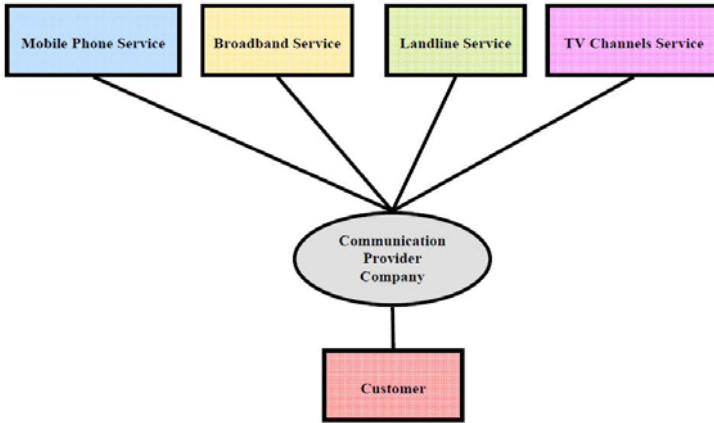 Mobile Phone Service
Broadband Service
Landline Service
TV Channels Service
Communication
Provider
Company
Customer